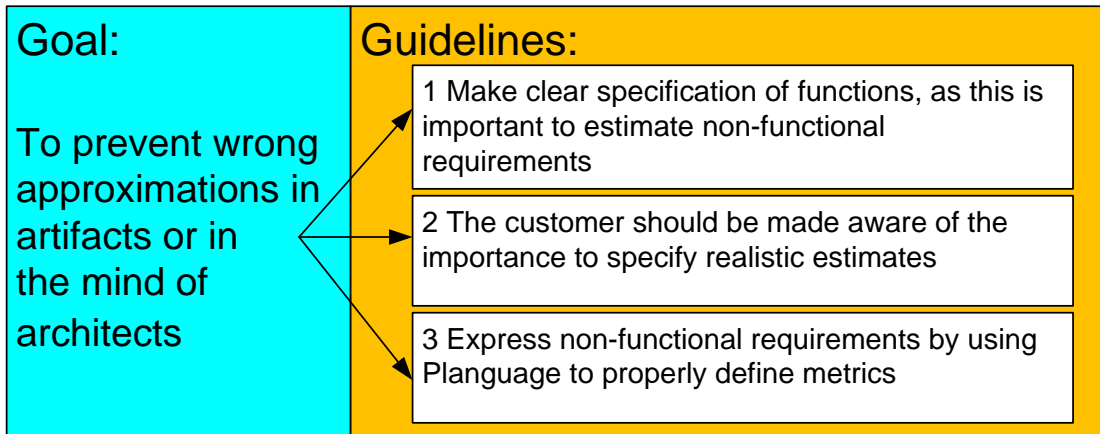 Goal:
To prevent wrong
approximations in
artifacts or in
the mind of
architects
Guidelines:
1 Make clear specification of functions, as this is
important to estimate non-functional
requirements
2 The customer should be made aware of the
importance to specify realistic estimates
3 Express non-functional requirements by using
Planguage to properly define metrics